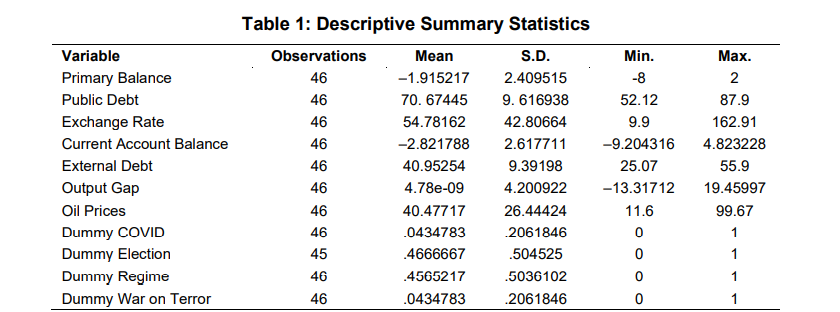 Table 1: Descriptive Summary Statistics
Variable Observations Mean S.D. Min. Max.
Primary Balance 46 –1.915217 2.409515 -8 2
Public Debt 46 70. 67445 9. 616938 52.12 87.9
Exchange Rate 46 54.78162 42.80664 9.9 162.91
Current Account Balance 46 –2.821788 2.617711 –9.204316 4.823228
External Debt 46 40.95254 9.39198 25.07 55.9
Output Gap 46 4.78e-09 4.200922 –13.31712 19.45997
Oil Prices 46 40.47717 26.44424 11.6 99.67
Dummy COVID 46 .0434783 .2061846 0 1
Dummy Election 45 .4666667 .504525 0 1
Dummy Regime 46 .4565217 .5036102 0 1
Dummy War on Terror 46 .0434783 .2061846 0 1